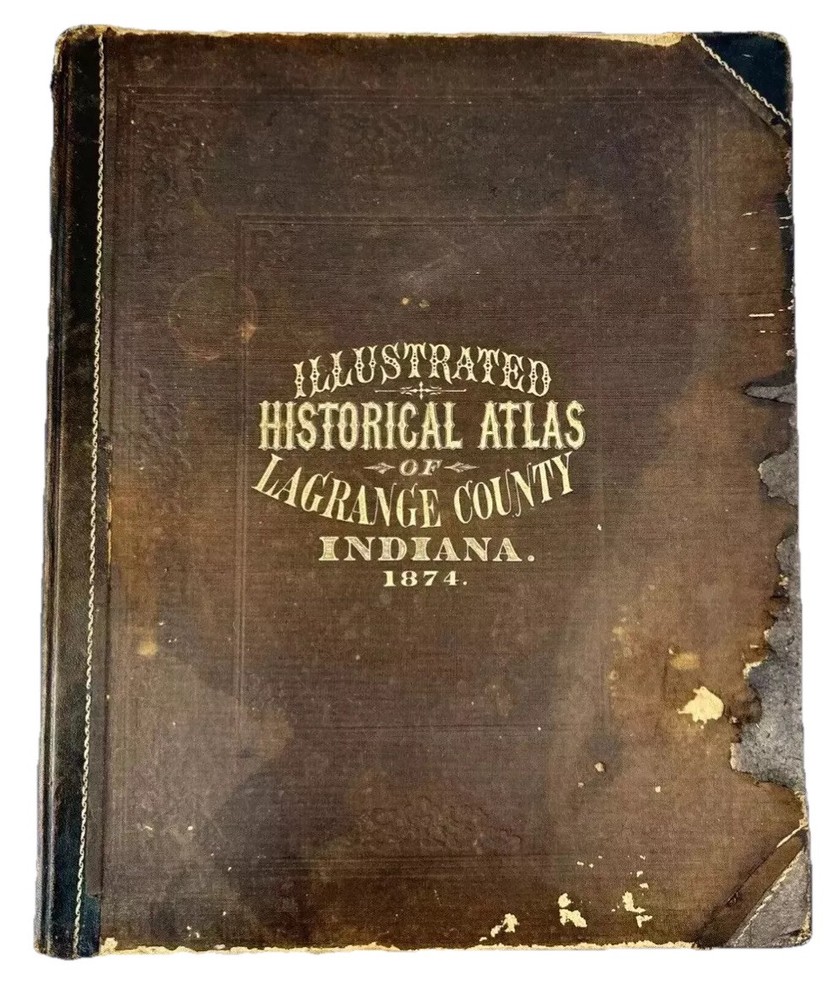 ILLUSTRATED
HISTORICAL ATLAS
OF
LAGRANGE COUNTY
INDIANA.
1874.